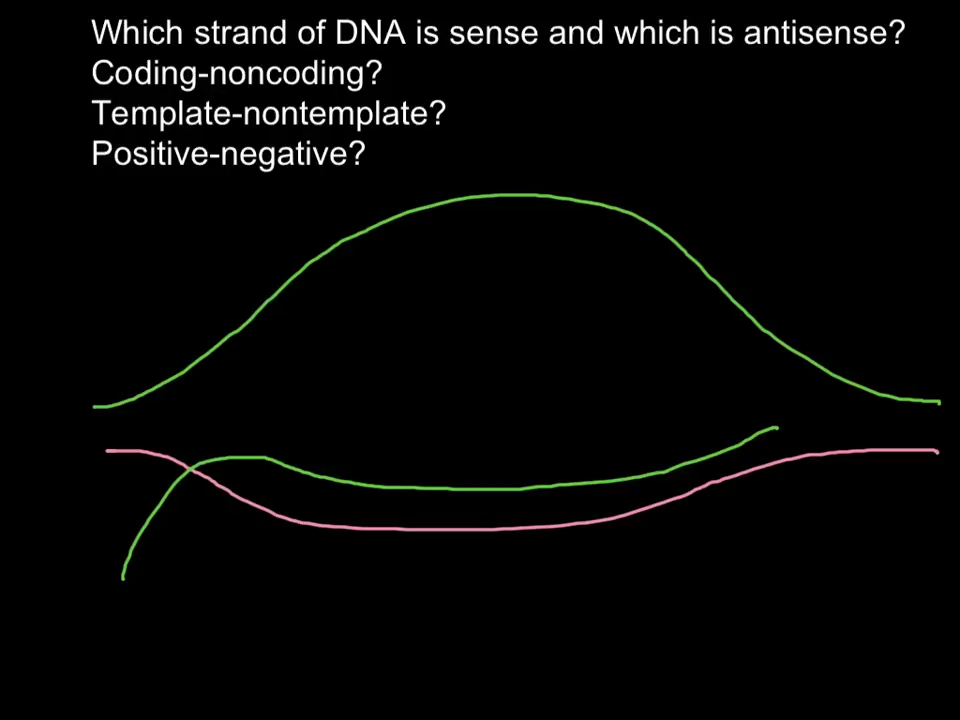 Which strand of DNA is sense and which is antisense?
Coding-noncoding?
Template-nontemplate?
Positive-negative?